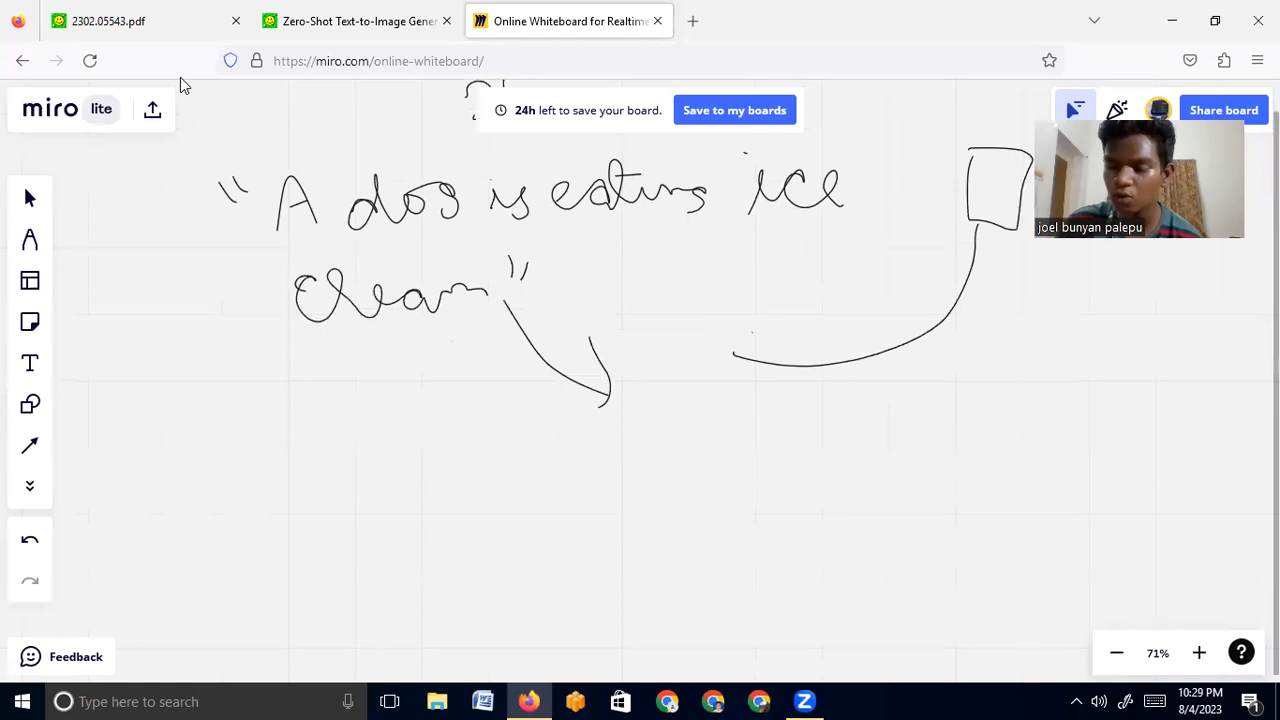 2302.05543.pdf
Zero-Shot Text-to-Image Gener
Online Whiteboard for Realtime
https://miro.com/online-whiteboard/
miro lite
24h left to save your board.
Save to my boards
Share board
joel bunyan palepu
"A dog is eating ice
cream"
Feedback
71%
Type here to search
10:29 PM
8/4/2023